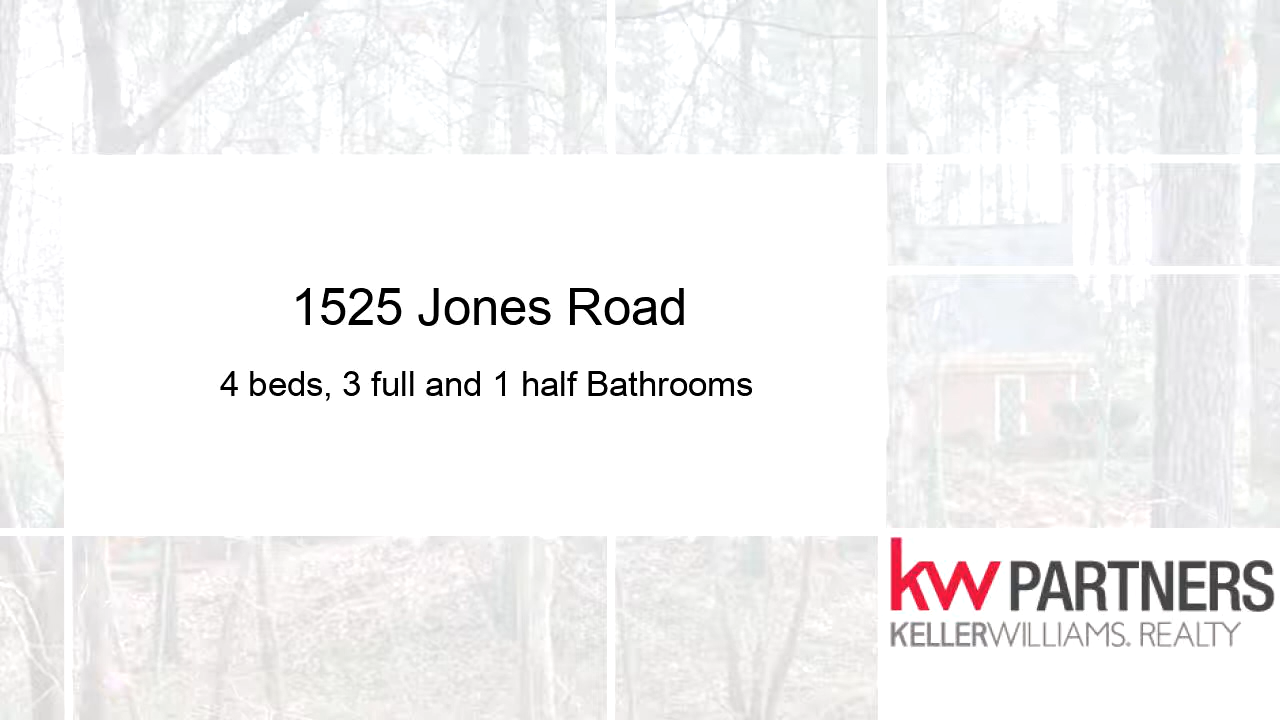 1525 Jones Road
4 beds, 3 full and 1 half Bathrooms
kw PARTNERS
KELLERWILLIAMS. REALTY